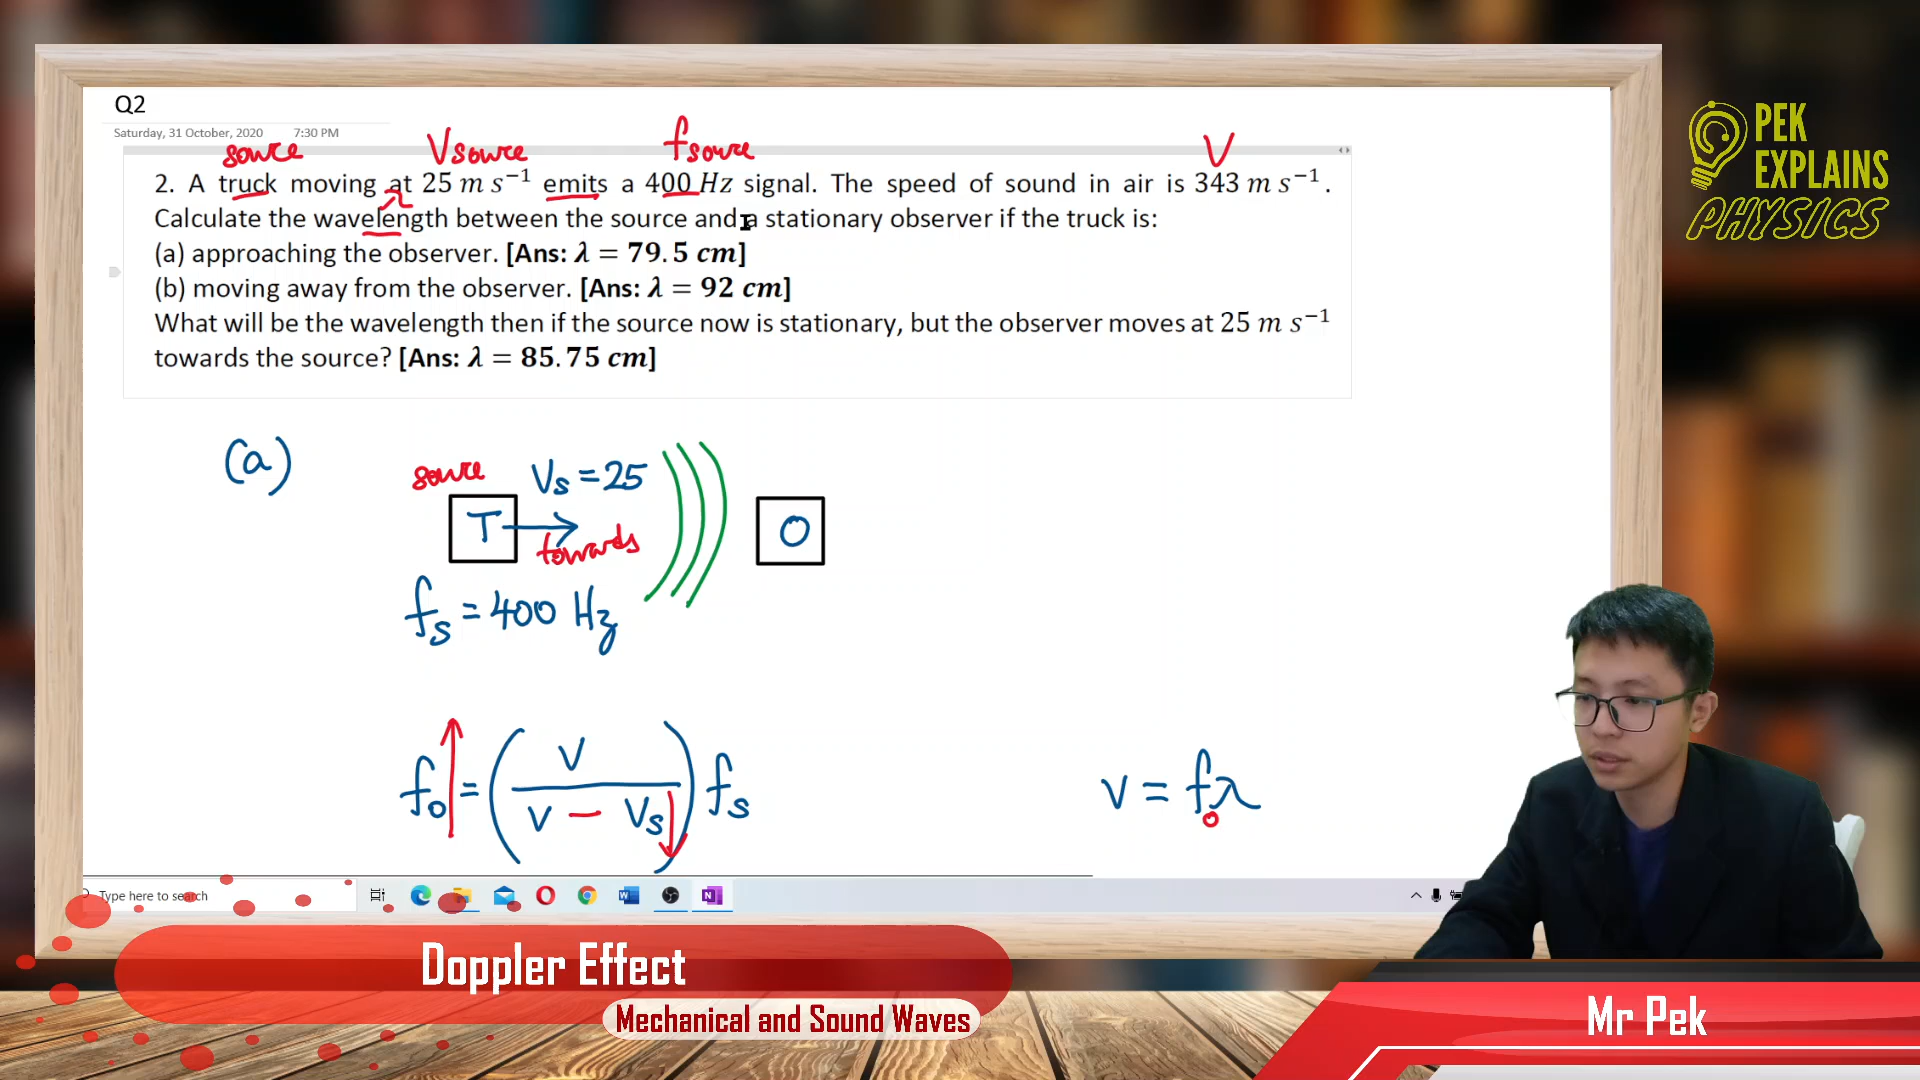 Q2
Saturday, 31 October, 2020 7:30 PM
source Vsource fsource V
2. A truck moving at 25 m s⁻¹ emits a 400 Hz signal. The speed of sound in air is 343 m s⁻¹.
λ
Calculate the wavelength between the source and a stationary observer if the truck is:
(a) approaching the observer. [Ans: λ = 79.5 cm]
(b) moving away from the observer. [Ans: λ = 92 cm]
What will be the wavelength then if the source now is stationary, but the observer moves at 25 m s⁻¹
towards the source? [Ans: λ = 85.75 cm]
(a)
source Vs = 25
T O
towards
fs = 400 Hz
fo = (V / V − Vs) fs
v = foλ
Type here to search
PEK
EXPLAINS
PHYSICS
Doppler Effect
Mechanical and Sound Waves
Mr Pek